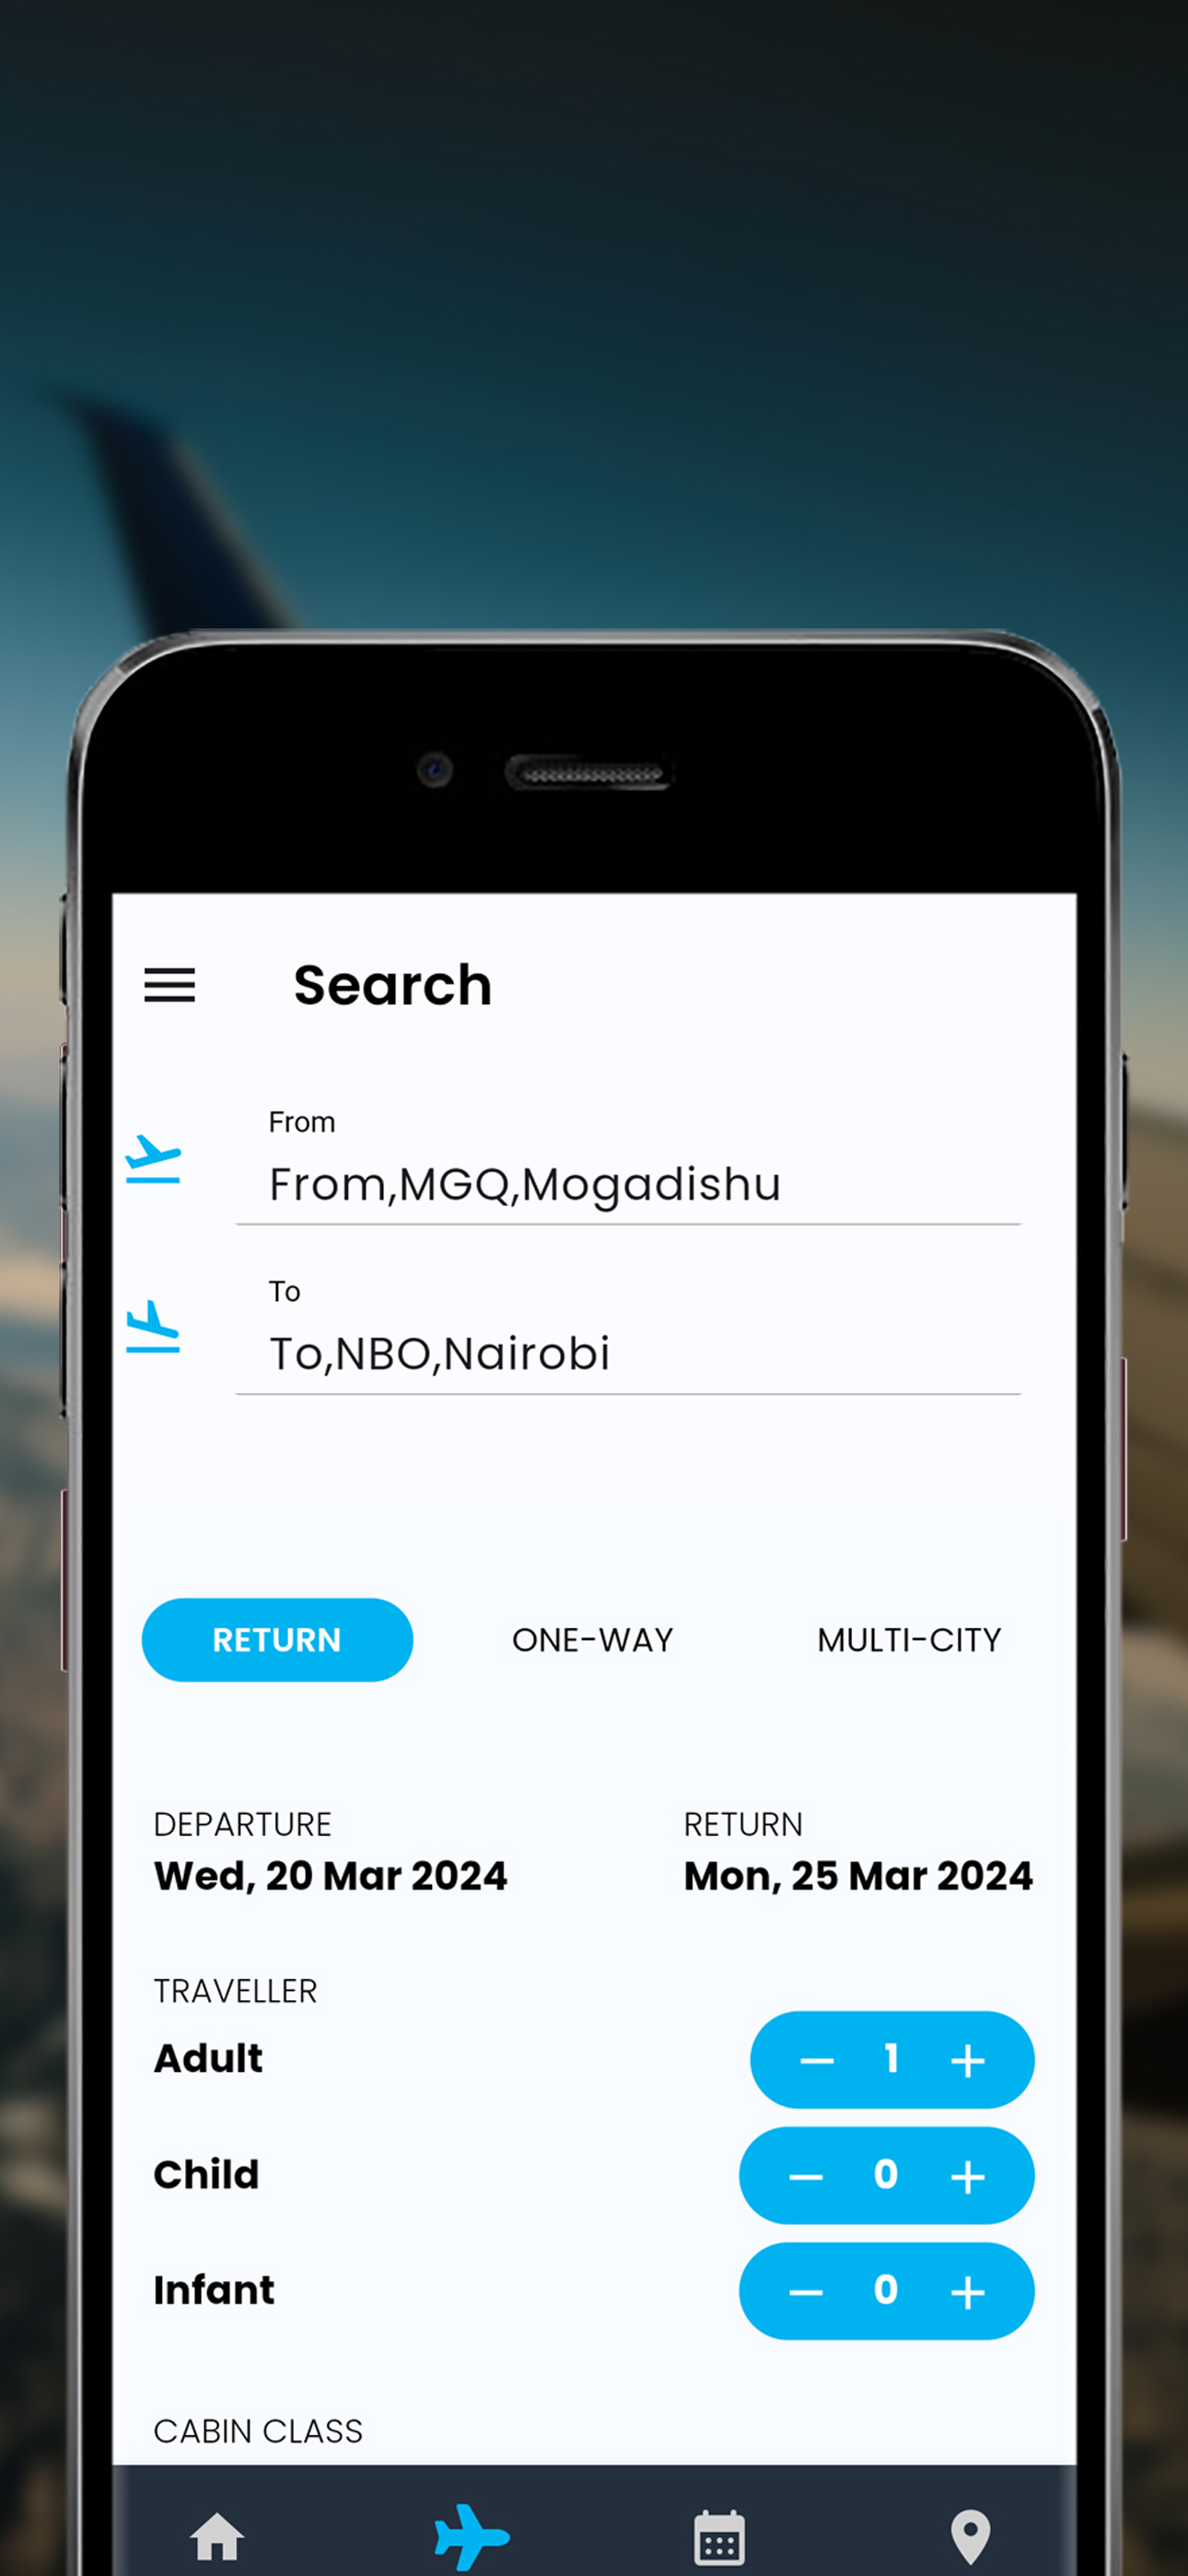 Search
From
From,MGQ,Mogadishu
To
To,NBO,Nairobi
RETURN ONE-WAY MULTI-CITY
DEPARTURE RETURN
Wed, 20 Mar 2024 Mon, 25 Mar 2024
TRAVELLER
Adult − 1 +
Child − 0 +
Infant − 0 +
CABIN CLASS